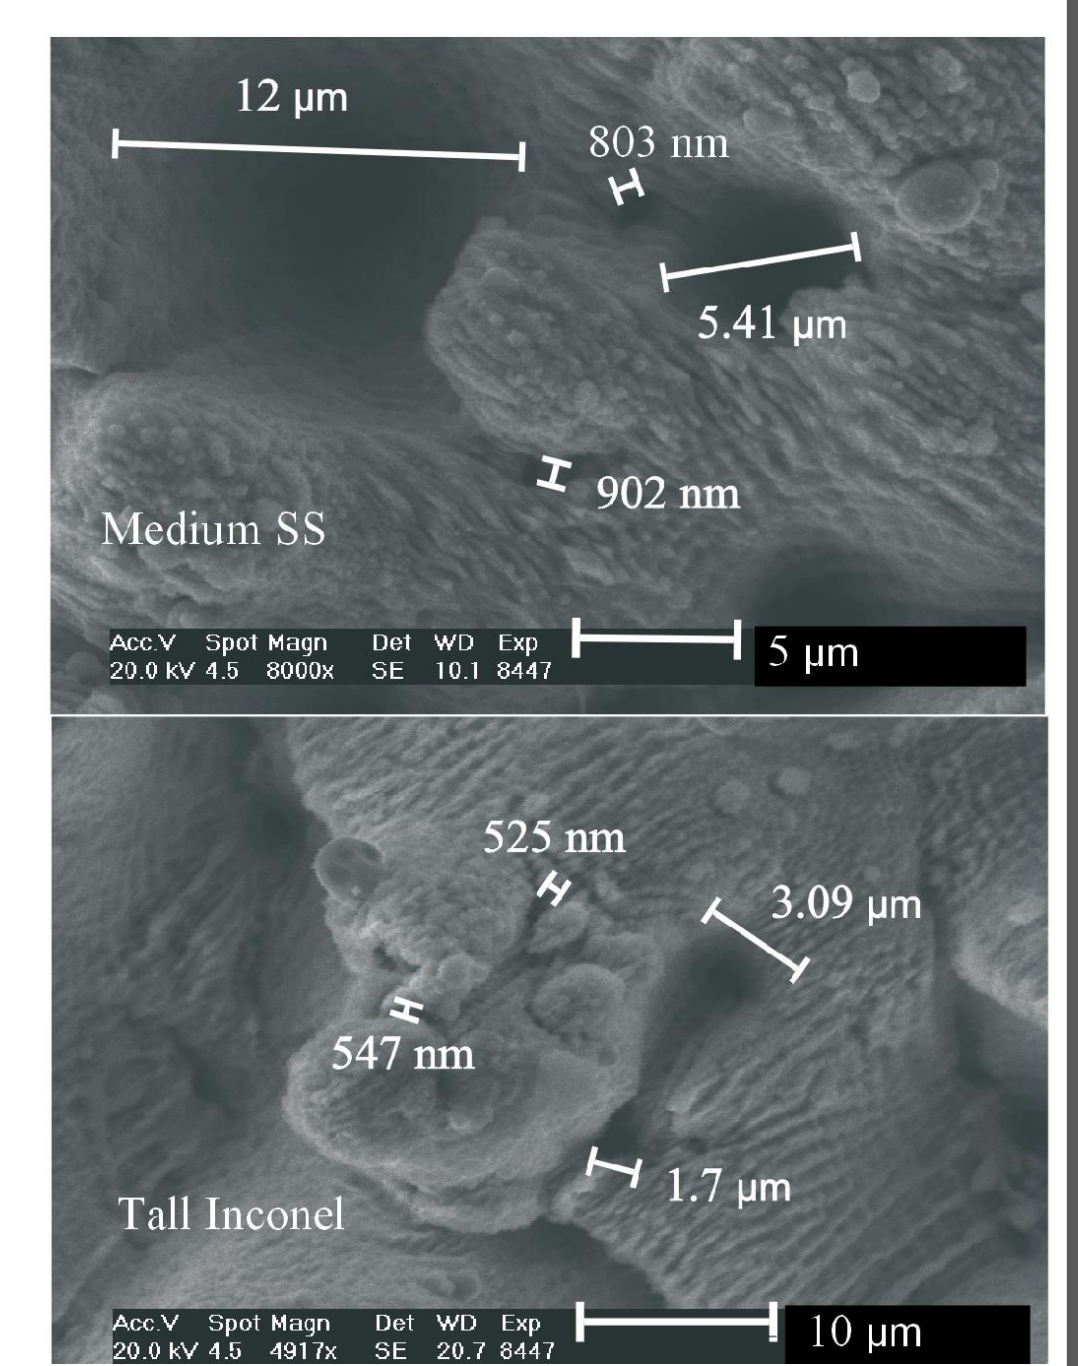 12 μm
803 nm
5.41 μm
902 nm
Medium SS
Acc.V Spot Magn Det WD Exp
20.0 kV 4.5 8000x SE 10.1 8447
5 μm
525 nm
3.09 μm
547 nm
1.7 μm
Tall Inconel
Acc.V Spot Magn Det WD Exp
20.0 kV 4.5 4917x SE 20.7 8447
10 μm